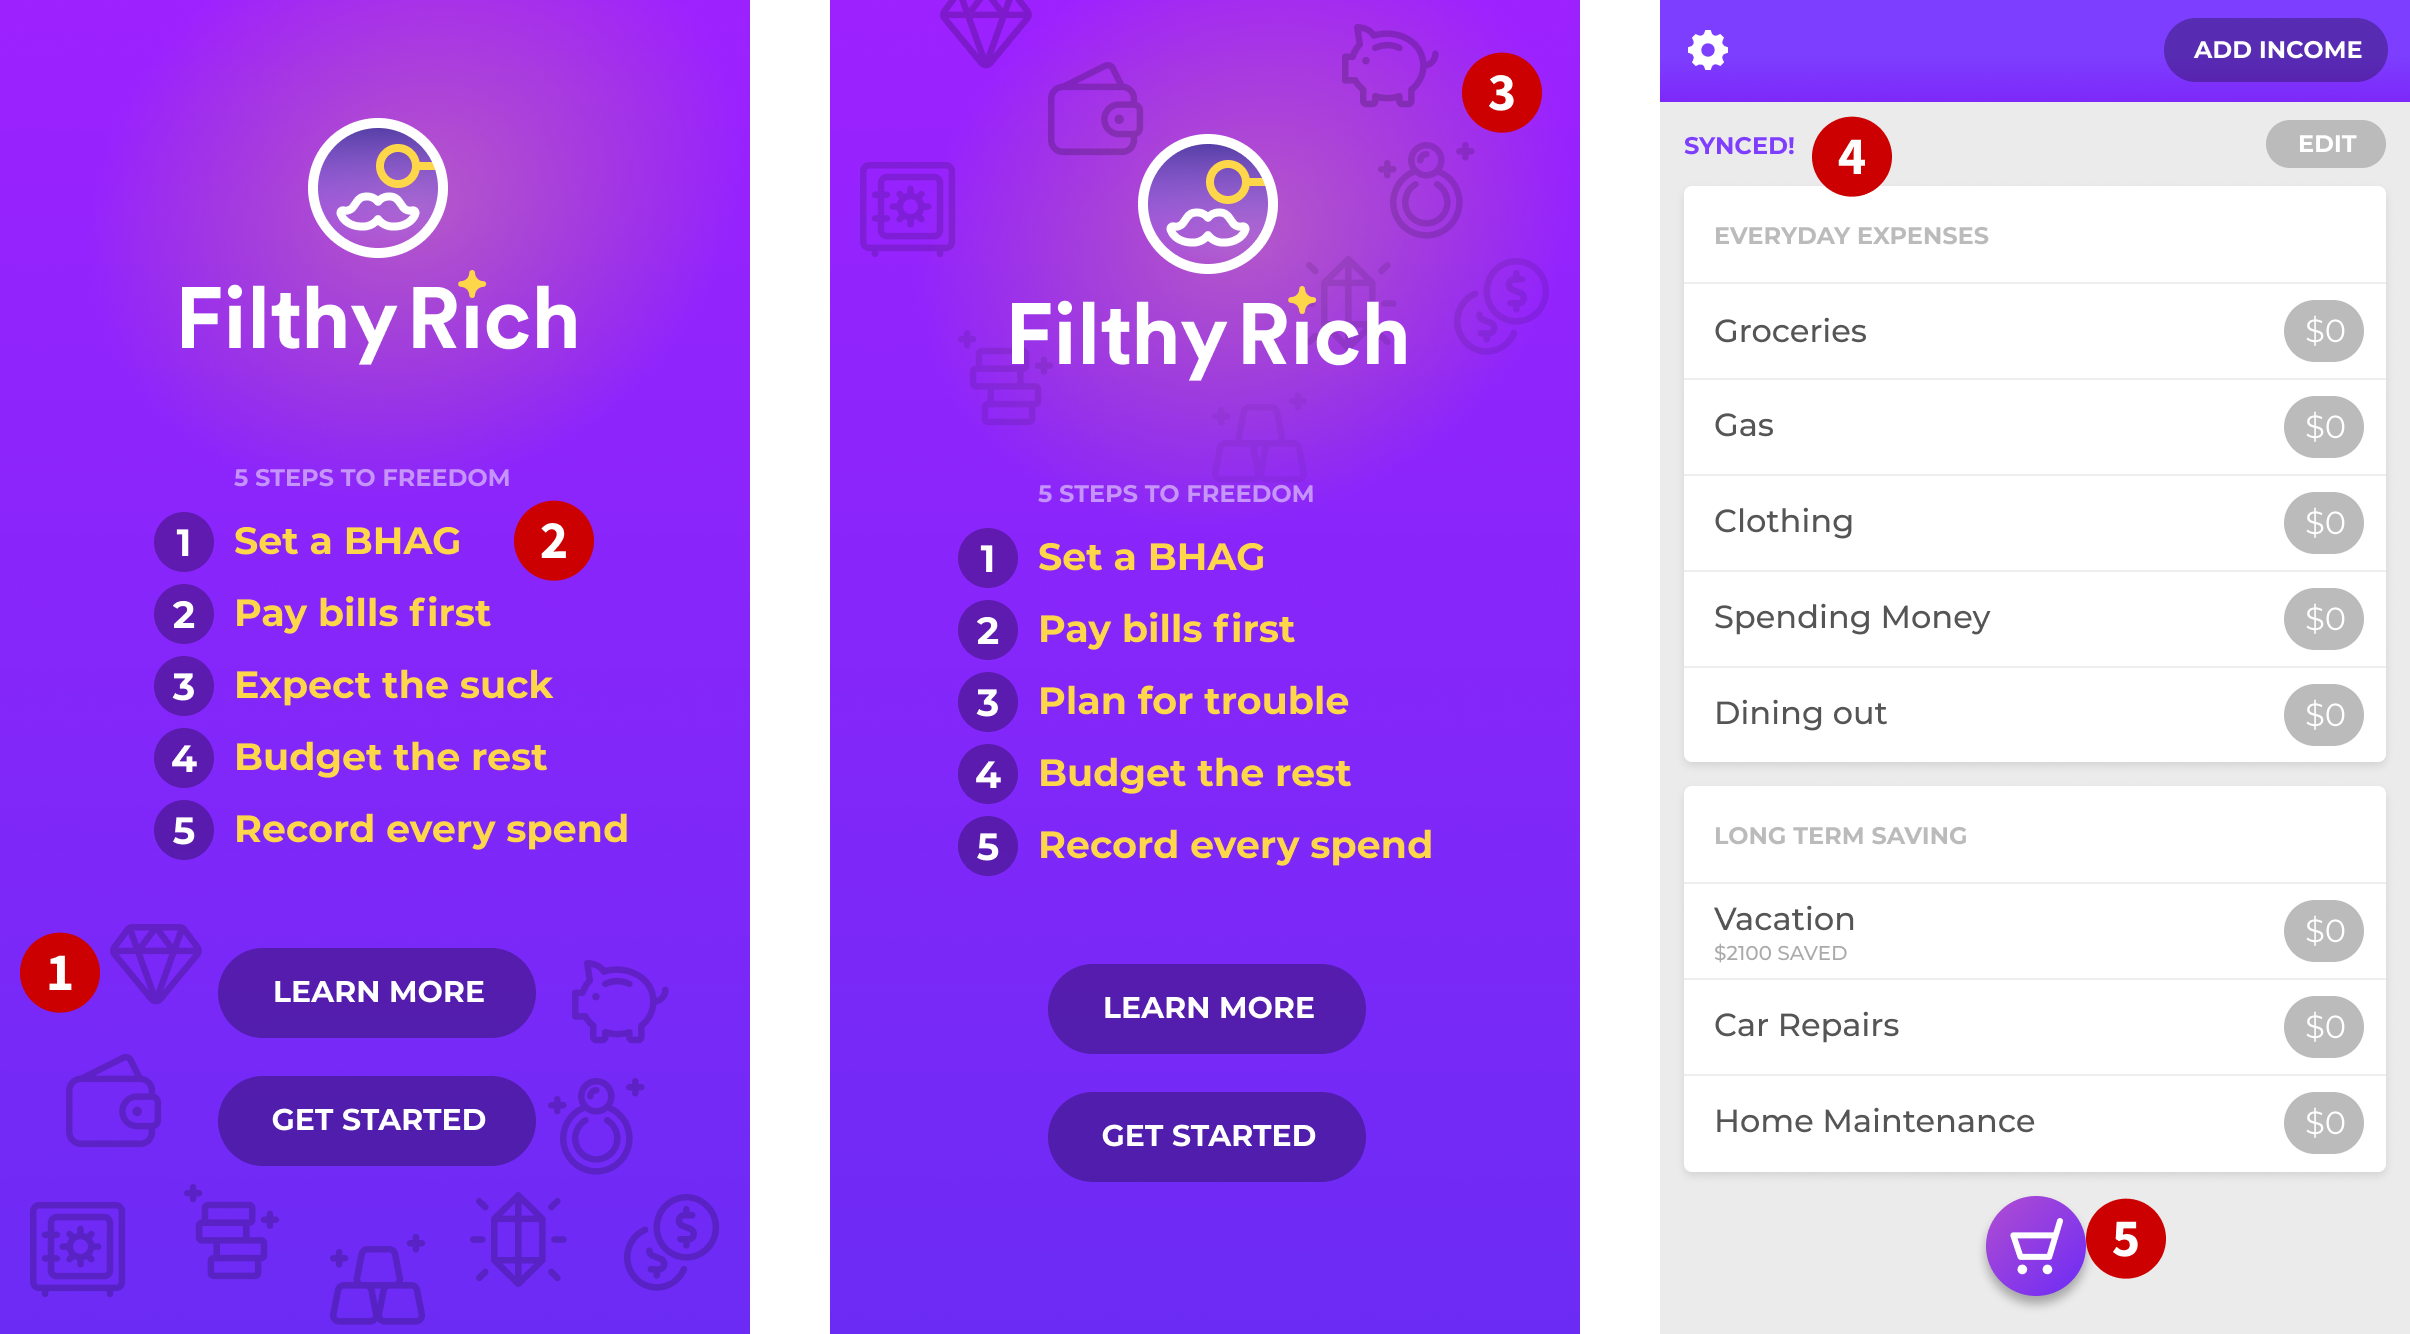 Filthy Rich
5 STEPS TO FREEDOM
1 Set a BHAG 2
2 Pay bills first
3 Expect the suck
4 Budget the rest
5 Record every spend
1
LEARN MORE
GET STARTED
$
$
3
Filthy Rich
$
$
5 STEPS TO FREEDOM
1 Set a BHAG
2 Pay bills first
3 Plan for trouble
4 Budget the rest
5 Record every spend
LEARN MORE
GET STARTED
ADD INCOME
SYNCED! 4 EDIT
EVERYDAY EXPENSES
Groceries $0
Gas $0
Clothing $0
Spending Money $0
Dining out $0
LONG TERM SAVING
Vacation $0
$2100 SAVED
Car Repairs $0
Home Maintenance $0
5